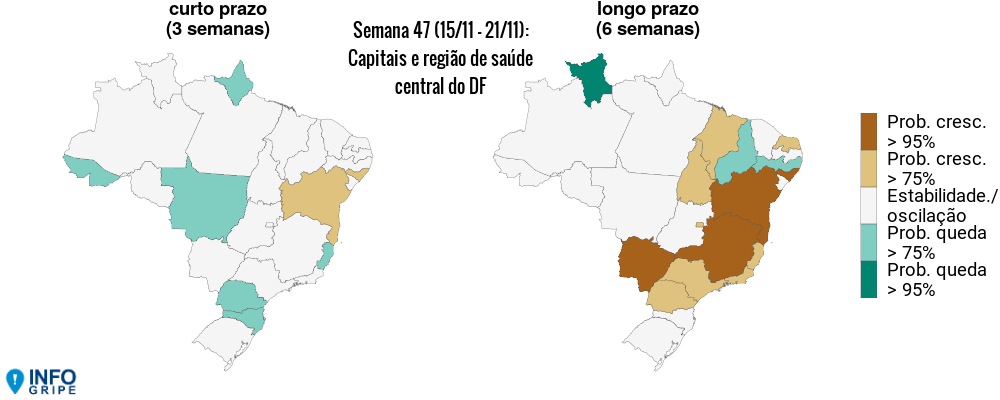 curto prazo
(3 semanas)
Semana 47 (15/11 - 21/11):
Capitais e região de saúde
central do DF
longo prazo
(6 semanas)
Prob. cresc.
> 95%
Prob. cresc.
> 75%
Estabilidade./
oscilação
Prob. queda
> 75%
Prob. queda
> 95%
INFO
GRIPE